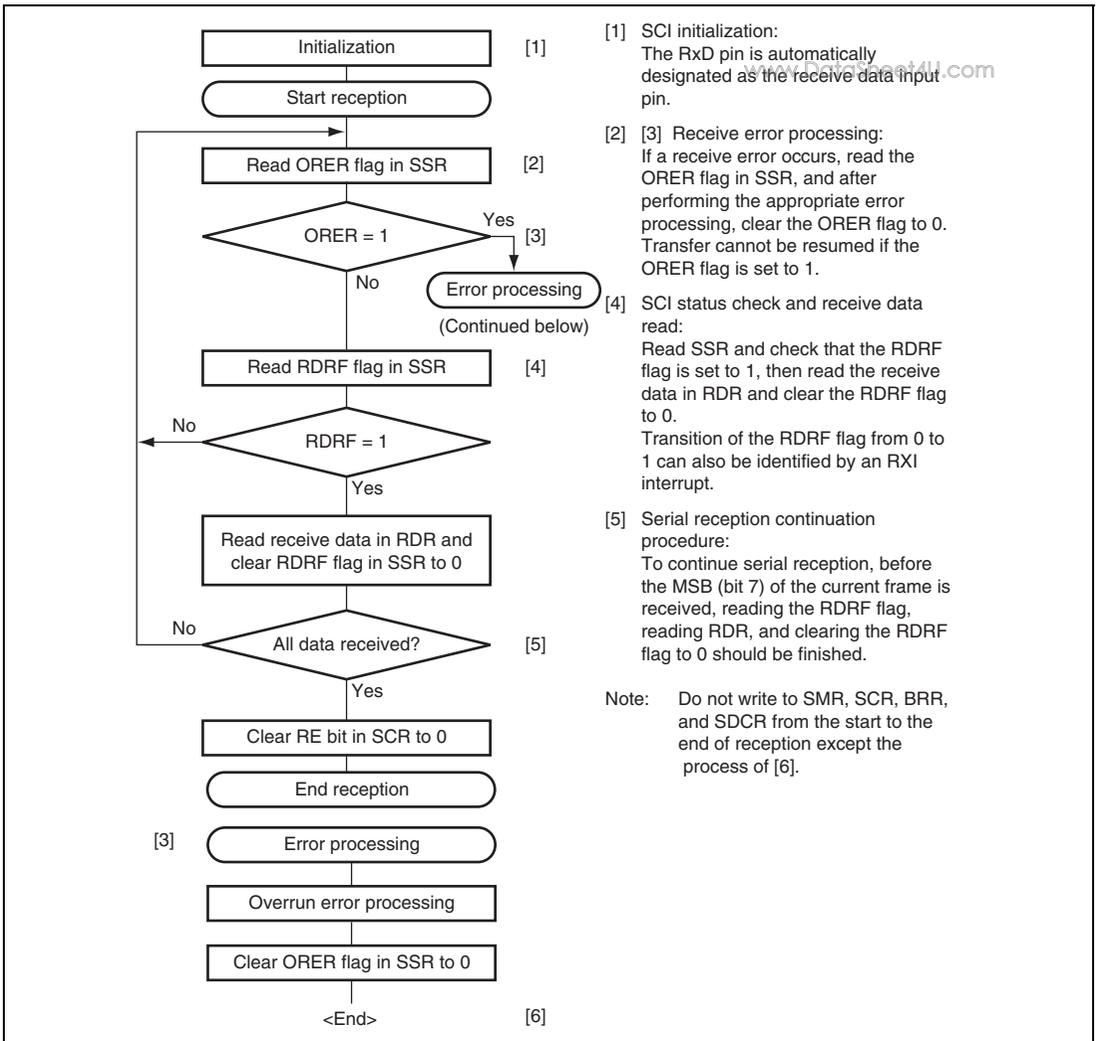 Initialization [1]
Start reception
Read ORER flag in SSR [2]
ORER = 1
Yes [3]
No
Error processing
(Continued below)
Read RDRF flag in SSR [4]
No
RDRF = 1
Yes
Read receive data in RDR and
clear RDRF flag in SSR to 0
No
All data received? [5]
Yes
Clear RE bit in SCR to 0
End reception
[3] Error processing
Overrun error processing
Clear ORER flag in SSR to 0
<End> [6]
[1] SCI initialization:
The RxD pin is automatically
www.DataSheet4U.com
designated as the receive data input
pin.
[2] [3] Receive error processing:
If a receive error occurs, read the
ORER flag in SSR, and after
performing the appropriate error
processing, clear the ORER flag to 0.
Transfer cannot be resumed if the
ORER flag is set to 1.
[4] SCI status check and receive data
read:
Read SSR and check that the RDRF
flag is set to 1, then read the receive
data in RDR and clear the RDRF flag
to 0.
Transition of the RDRF flag from 0 to
1 can also be identified by an RXI
interrupt.
[5] Serial reception continuation
procedure:
To continue serial reception, before
the MSB (bit 7) of the current frame is
received, reading the RDRF flag,
reading RDR, and clearing the RDRF
flag to 0 should be finished.
Note: Do not write to SMR, SCR, BRR,
and SDCR from the start to the
end of reception except the
process of [6].